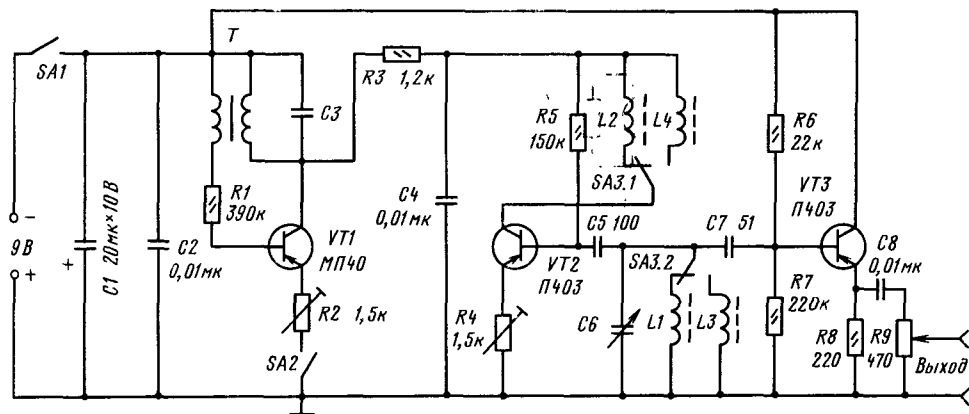 SA1
T
C3
R3 1,2к
R1
390к
VT1
МП40
R2 1,5к
SA2
9В
−
+
C1 20мк×10В
+
C2
0,01мк
C4
0,01мк
R5
150к
L2
L4
SA3.1
C5 100
VT2
П403
R4
1,5к
C6
SA3.2
L1
L3
C7 51
R6
22к
VT3
П403
R7
220к
C8
0,01мк
R8
220
R9
470
Выход